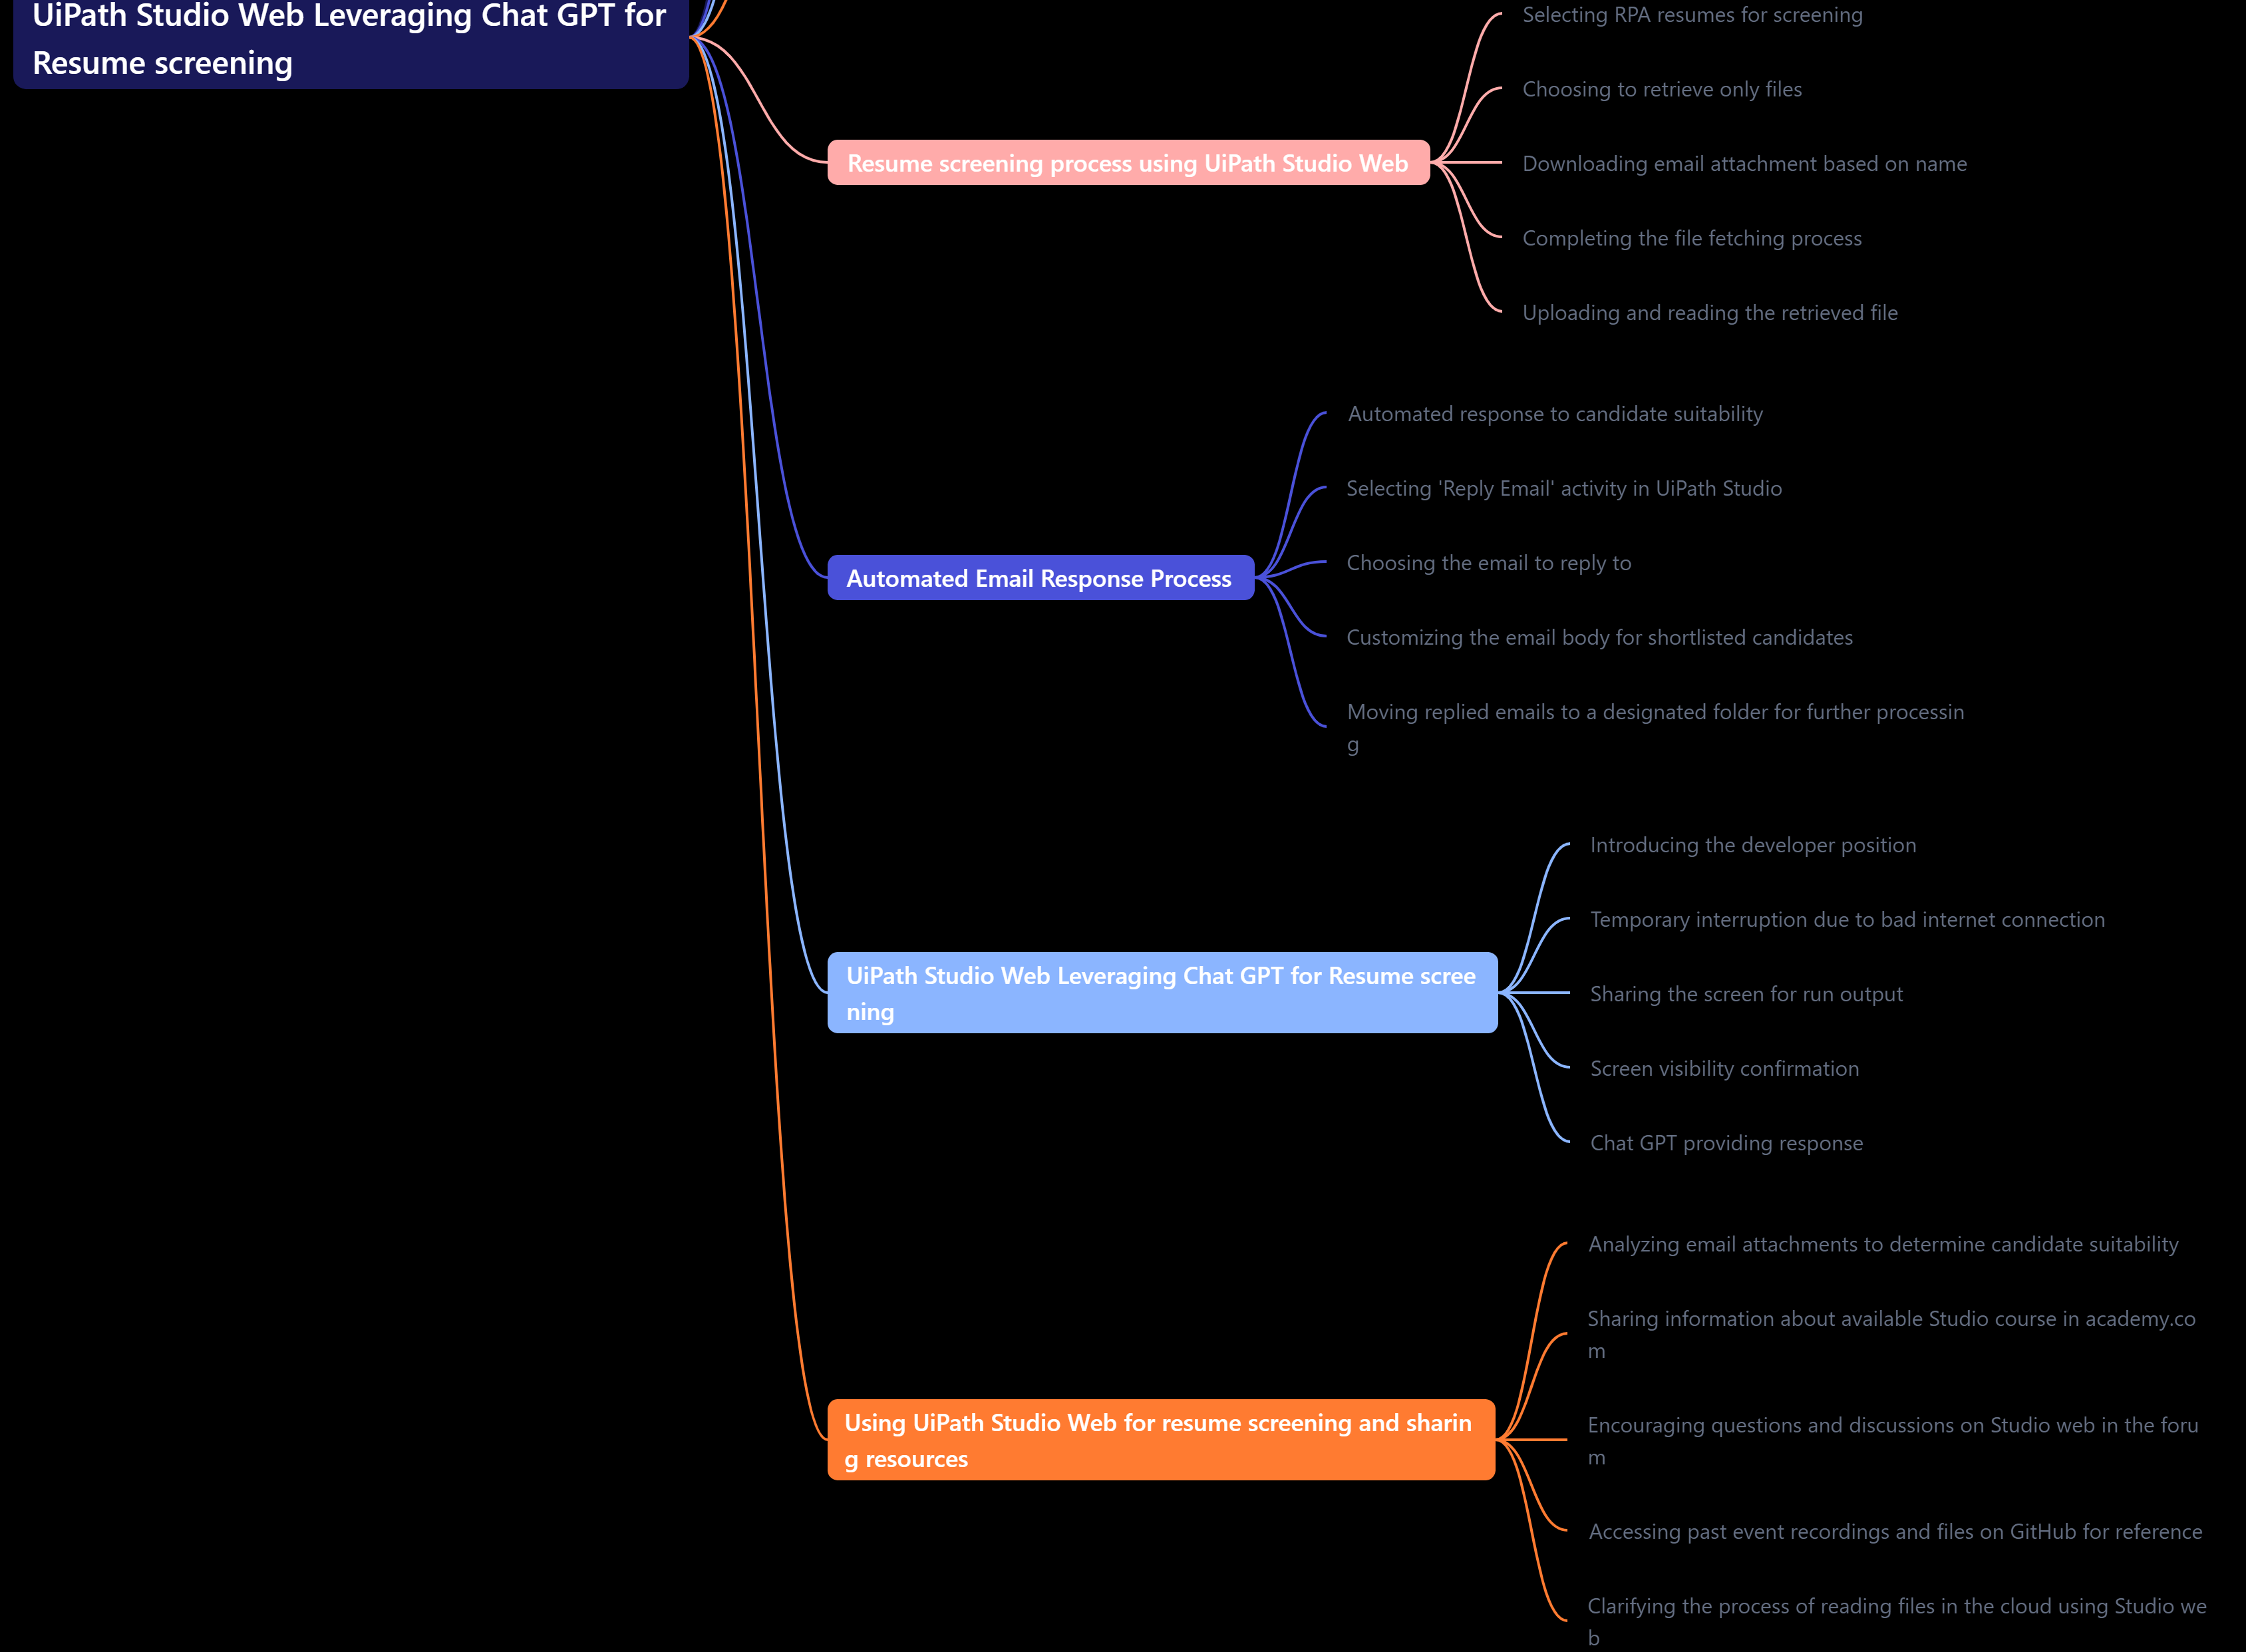 UiPath Studio Web Leveraging Chat GPT for
Resume screening
Resume screening process using UiPath Studio Web
Selecting RPA resumes for screening
Choosing to retrieve only files
Downloading email attachment based on name
Completing the file fetching process
Uploading and reading the retrieved file
Automated Email Response Process
Automated response to candidate suitability
Selecting 'Reply Email' activity in UiPath Studio
Choosing the email to reply to
Customizing the email body for shortlisted candidates
Moving replied emails to a designated folder for further processin
g
UiPath Studio Web Leveraging Chat GPT for Resume scree
ning
Introducing the developer position
Temporary interruption due to bad internet connection
Sharing the screen for run output
Screen visibility confirmation
Chat GPT providing response
Using UiPath Studio Web for resume screening and sharin
g resources
Analyzing email attachments to determine candidate suitability
Sharing information about available Studio course in academy.co
m
Encouraging questions and discussions on Studio web in the foru
m
Accessing past event recordings and files on GitHub for reference
Clarifying the process of reading files in the cloud using Studio we
b